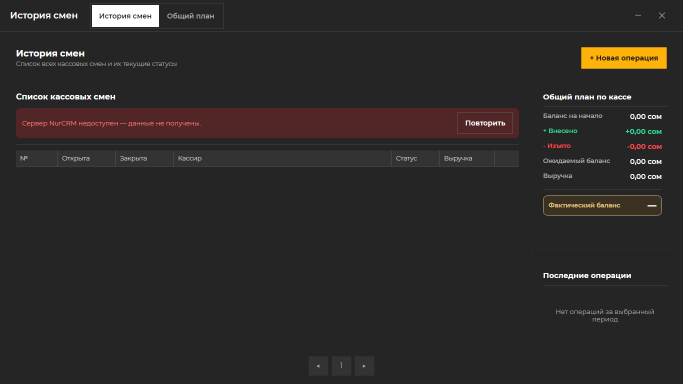 История смен
История смен
Общий план
История смен
Список всех кассовых смен и их текущие статусы
+ Новая операция
Список кассовых смен
Сервер NurCRM недоступен — данные не получены.
Повторить
№ Открыта Закрыта Кассир Статус Выручка
Общий план по кассе
Баланс на начало 0,00 сом
+ Внесено +0,00 сом
- Изъято -0,00 сом
Ожидаемый баланс 0,00 сом
Выручка 0,00 сом
Фактический баланс —
Последние операции
Нет операций за выбранный
период
1